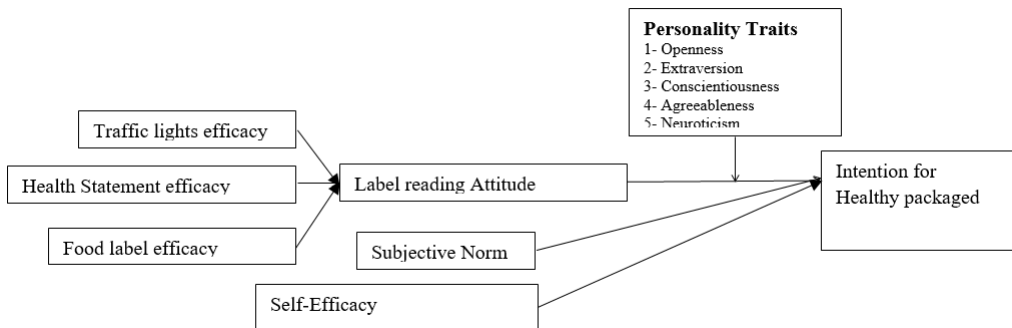 Personality Traits
1- Openness
2- Extraversion
3- Conscientiousness
4- Agreeableness
5- Neuroticism
Traffic lights efficacy
Health Statement efficacy
Food label efficacy
Label reading Attitude
Subjective Norm
Self-Efficacy
Intention for
Healthy packaged